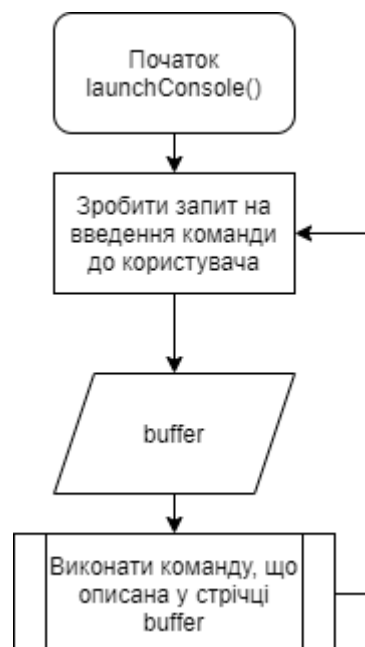 Початок
launchConsole()
Зробити запит на
введення команди
до користувача
buffer
Виконати команду, що
описана у стрічці
buffer